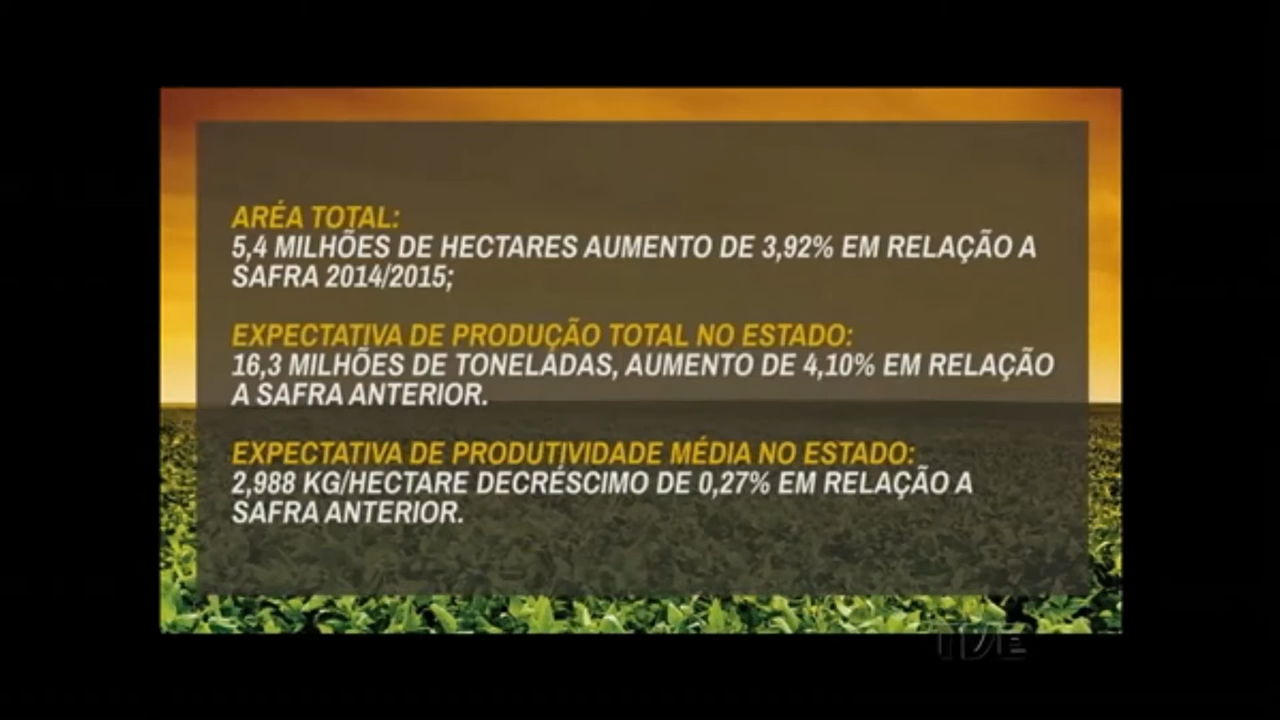 ARÉA TOTAL:
5,4 MILHÕES DE HECTARES AUMENTO DE 3,92% EM RELAÇÃO A
SAFRA 2014/2015;
EXPECTATIVA DE PRODUÇÃO TOTAL NO ESTADO:
16,3 MILHÕES DE TONELADAS, AUMENTO DE 4,10% EM RELAÇÃO
A SAFRA ANTERIOR.
EXPECTATIVA DE PRODUTIVIDADE MÉDIA NO ESTADO:
2,988 KG/HECTARE DECRÉSCIMO DE 0,27% EM RELAÇÃO A
SAFRA ANTERIOR.
TVE